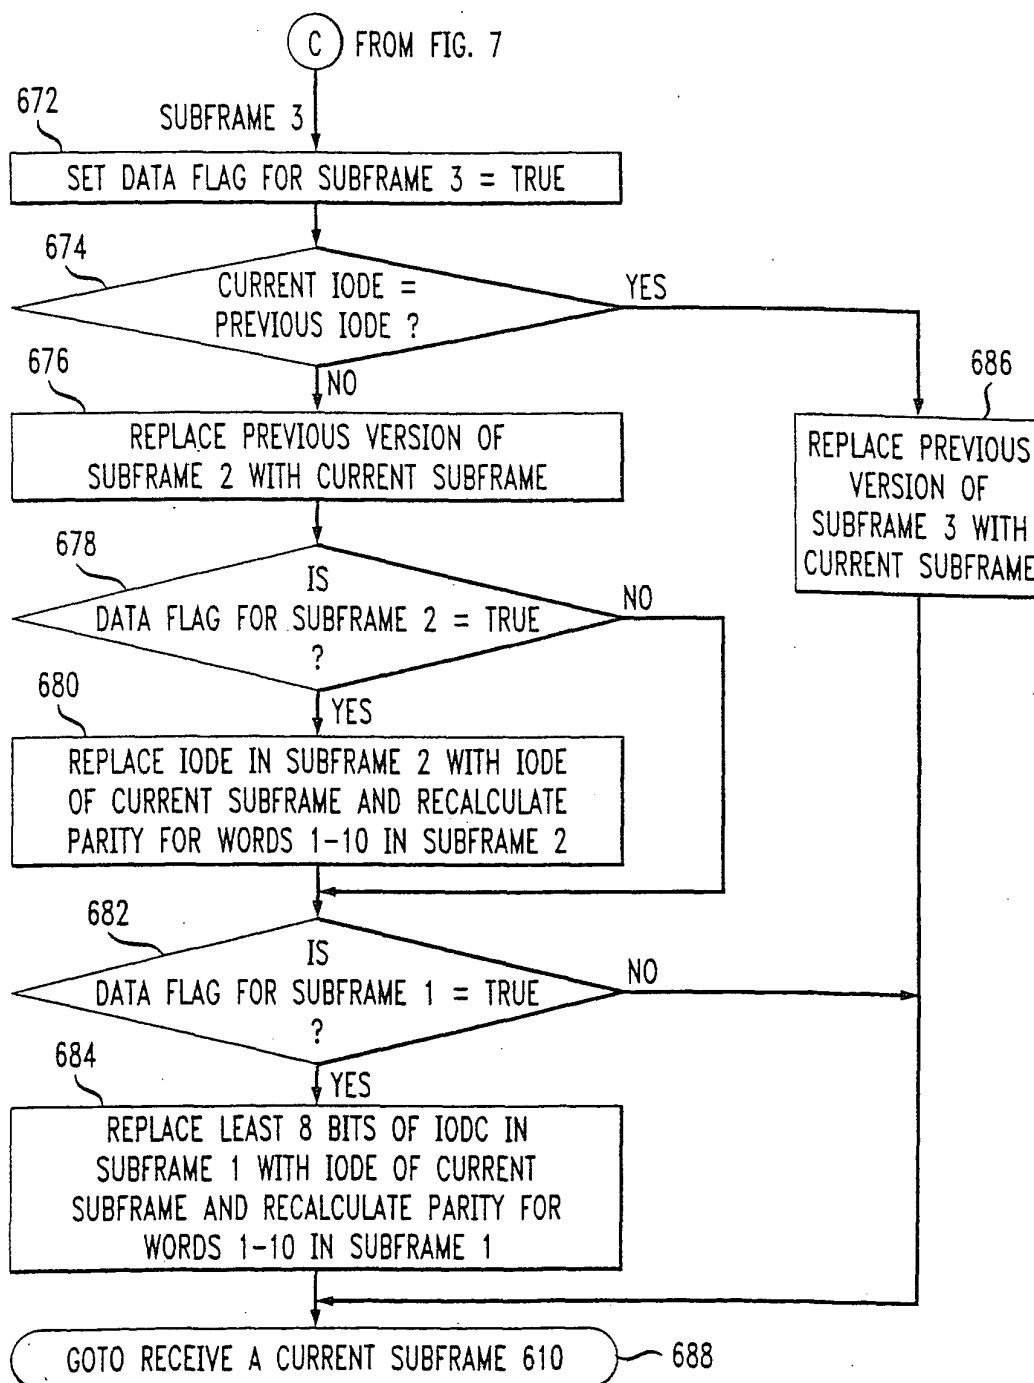 C FROM FIG. 7
672
SUBFRAME 3
SET DATA FLAG FOR SUBFRAME 3 = TRUE
674
CURRENT IODE =
PREVIOUS IODE ?
YES
NO
676
REPLACE PREVIOUS VERSION OF
SUBFRAME 2 WITH CURRENT SUBFRAME
686
REPLACE PREVIOUS
VERSION OF
SUBFRAME 3 WITH
CURRENT SUBFRAME
678
IS
DATA FLAG FOR SUBFRAME 2 = TRUE
?
NO
YES
680
REPLACE IODE IN SUBFRAME 2 WITH IODE
OF CURRENT SUBFRAME AND RECALCULATE
PARITY FOR WORDS 1-10 IN SUBFRAME 2
682
IS
DATA FLAG FOR SUBFRAME 1 = TRUE
?
NO
YES
684
REPLACE LEAST 8 BITS OF IODC IN
SUBFRAME 1 WITH IODE OF CURRENT
SUBFRAME AND RECALCULATE PARITY FOR
WORDS 1-10 IN SUBFRAME 1
GOTO RECEIVE A CURRENT SUBFRAME 610
688